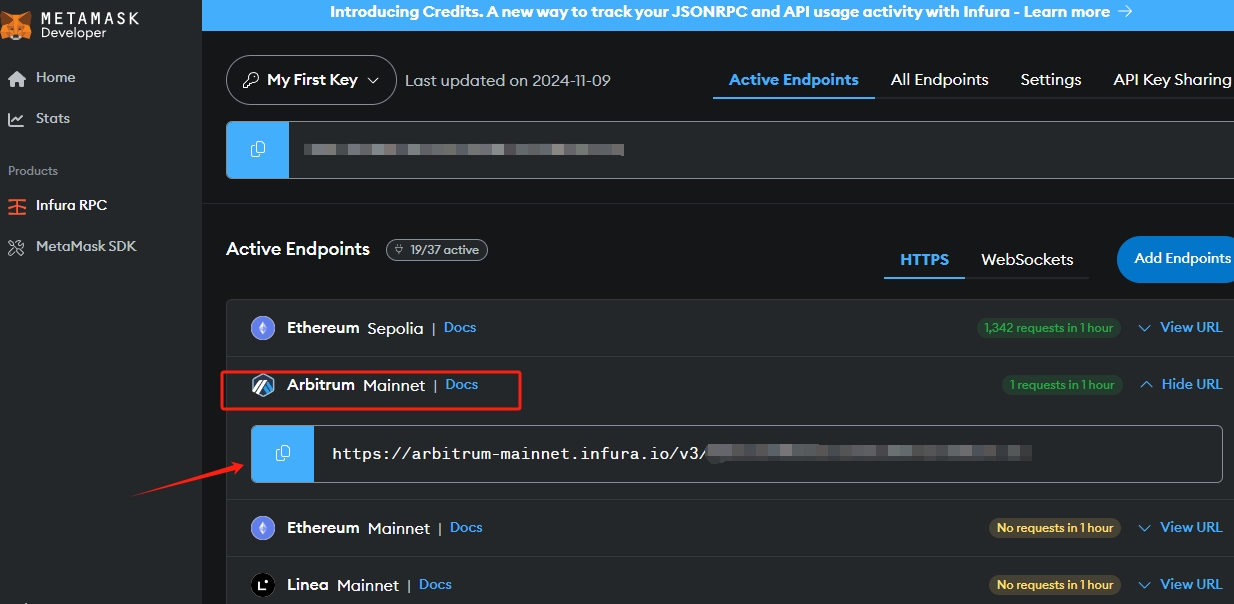 Introducing Credits. A new way to track your JSONRPC and API usage activity with Infura - Learn more →
METAMASK
Developer
Home
Stats
Products
Infura RPC
MetaMask SDK
My First Key Last updated on 2024-11-09
Active Endpoints All Endpoints Settings API Key Sharing
Active Endpoints 19/37 active
HTTPS WebSockets Add Endpoints
Ethereum Sepolia | Docs 1,342 requests in 1 hour View URL
Arbitrum Mainnet | Docs 1 requests in 1 hour Hide URL
https://arbitrum-mainnet.infura.io/v3/
Ethereum Mainnet | Docs No requests in 1 hour View URL
Linea Mainnet | Docs No requests in 1 hour View URL